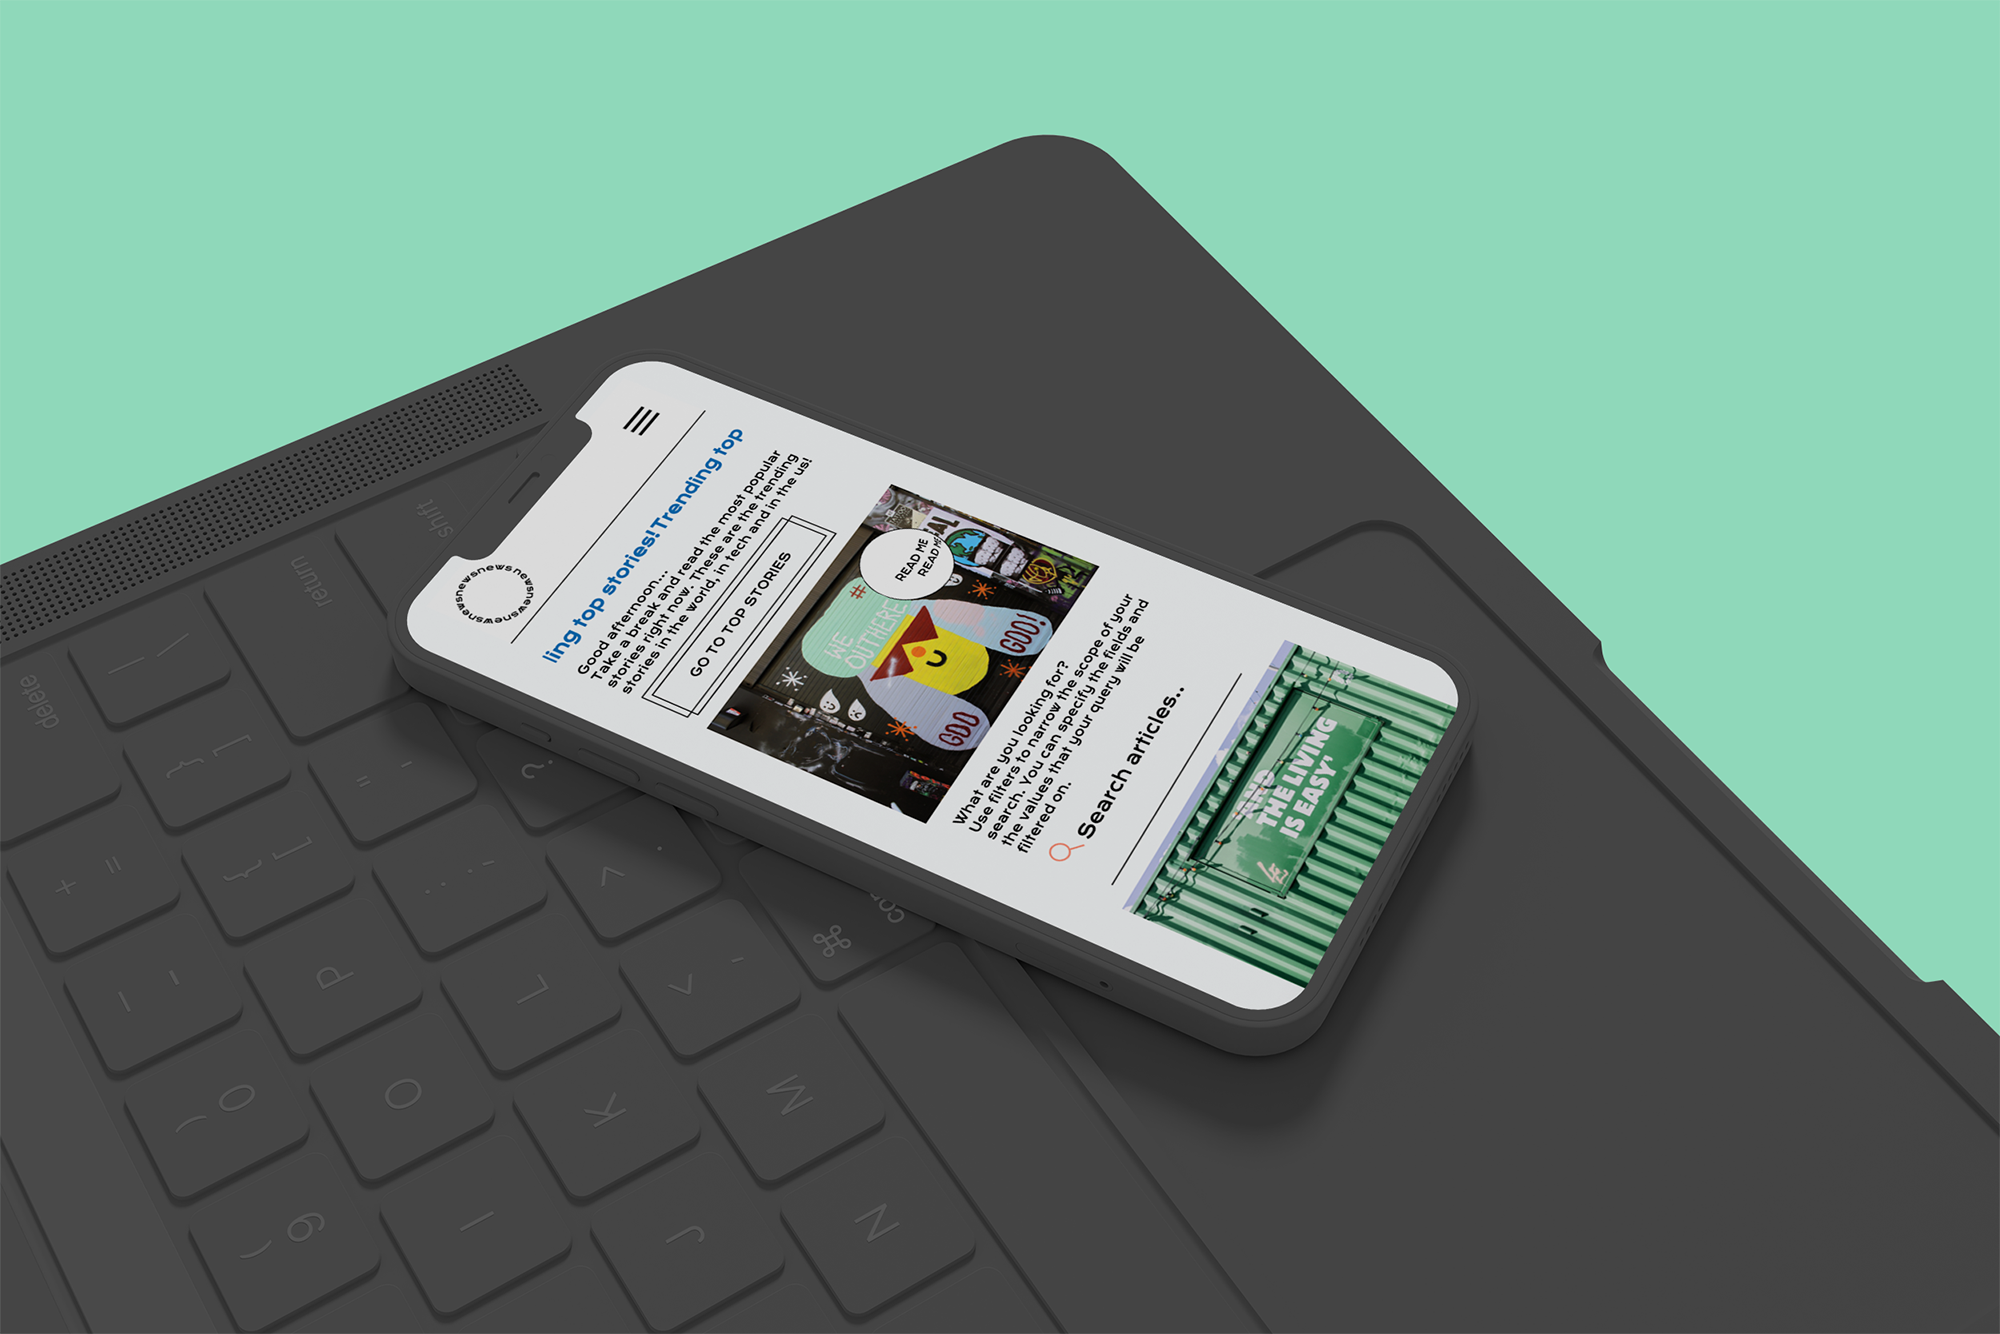 newsnewsnewsnewsnewsnews
ling top stories! Trending top
Good afternoon...
Take a break and read the most popular
stories right now. These are the trending
stories in the world, in tech and in the us!
GO TO TOP STORIES
READ ME
READ ME
#
WE
OUTHERE
GDD
GDD!
What are you looking for?
Use filters to narrow the scope of your
search. You can specify the fields and
the values that your query will be
filtered on.
Search articles..
'AND
THE LIVING
IS EASY'
delete
return
shift
| \
} ]
{ [
" '
?
+ =
: ;
> .
⌘
_ -
P
L
< ,
) 0
O
K
M
( 9
I
J
N